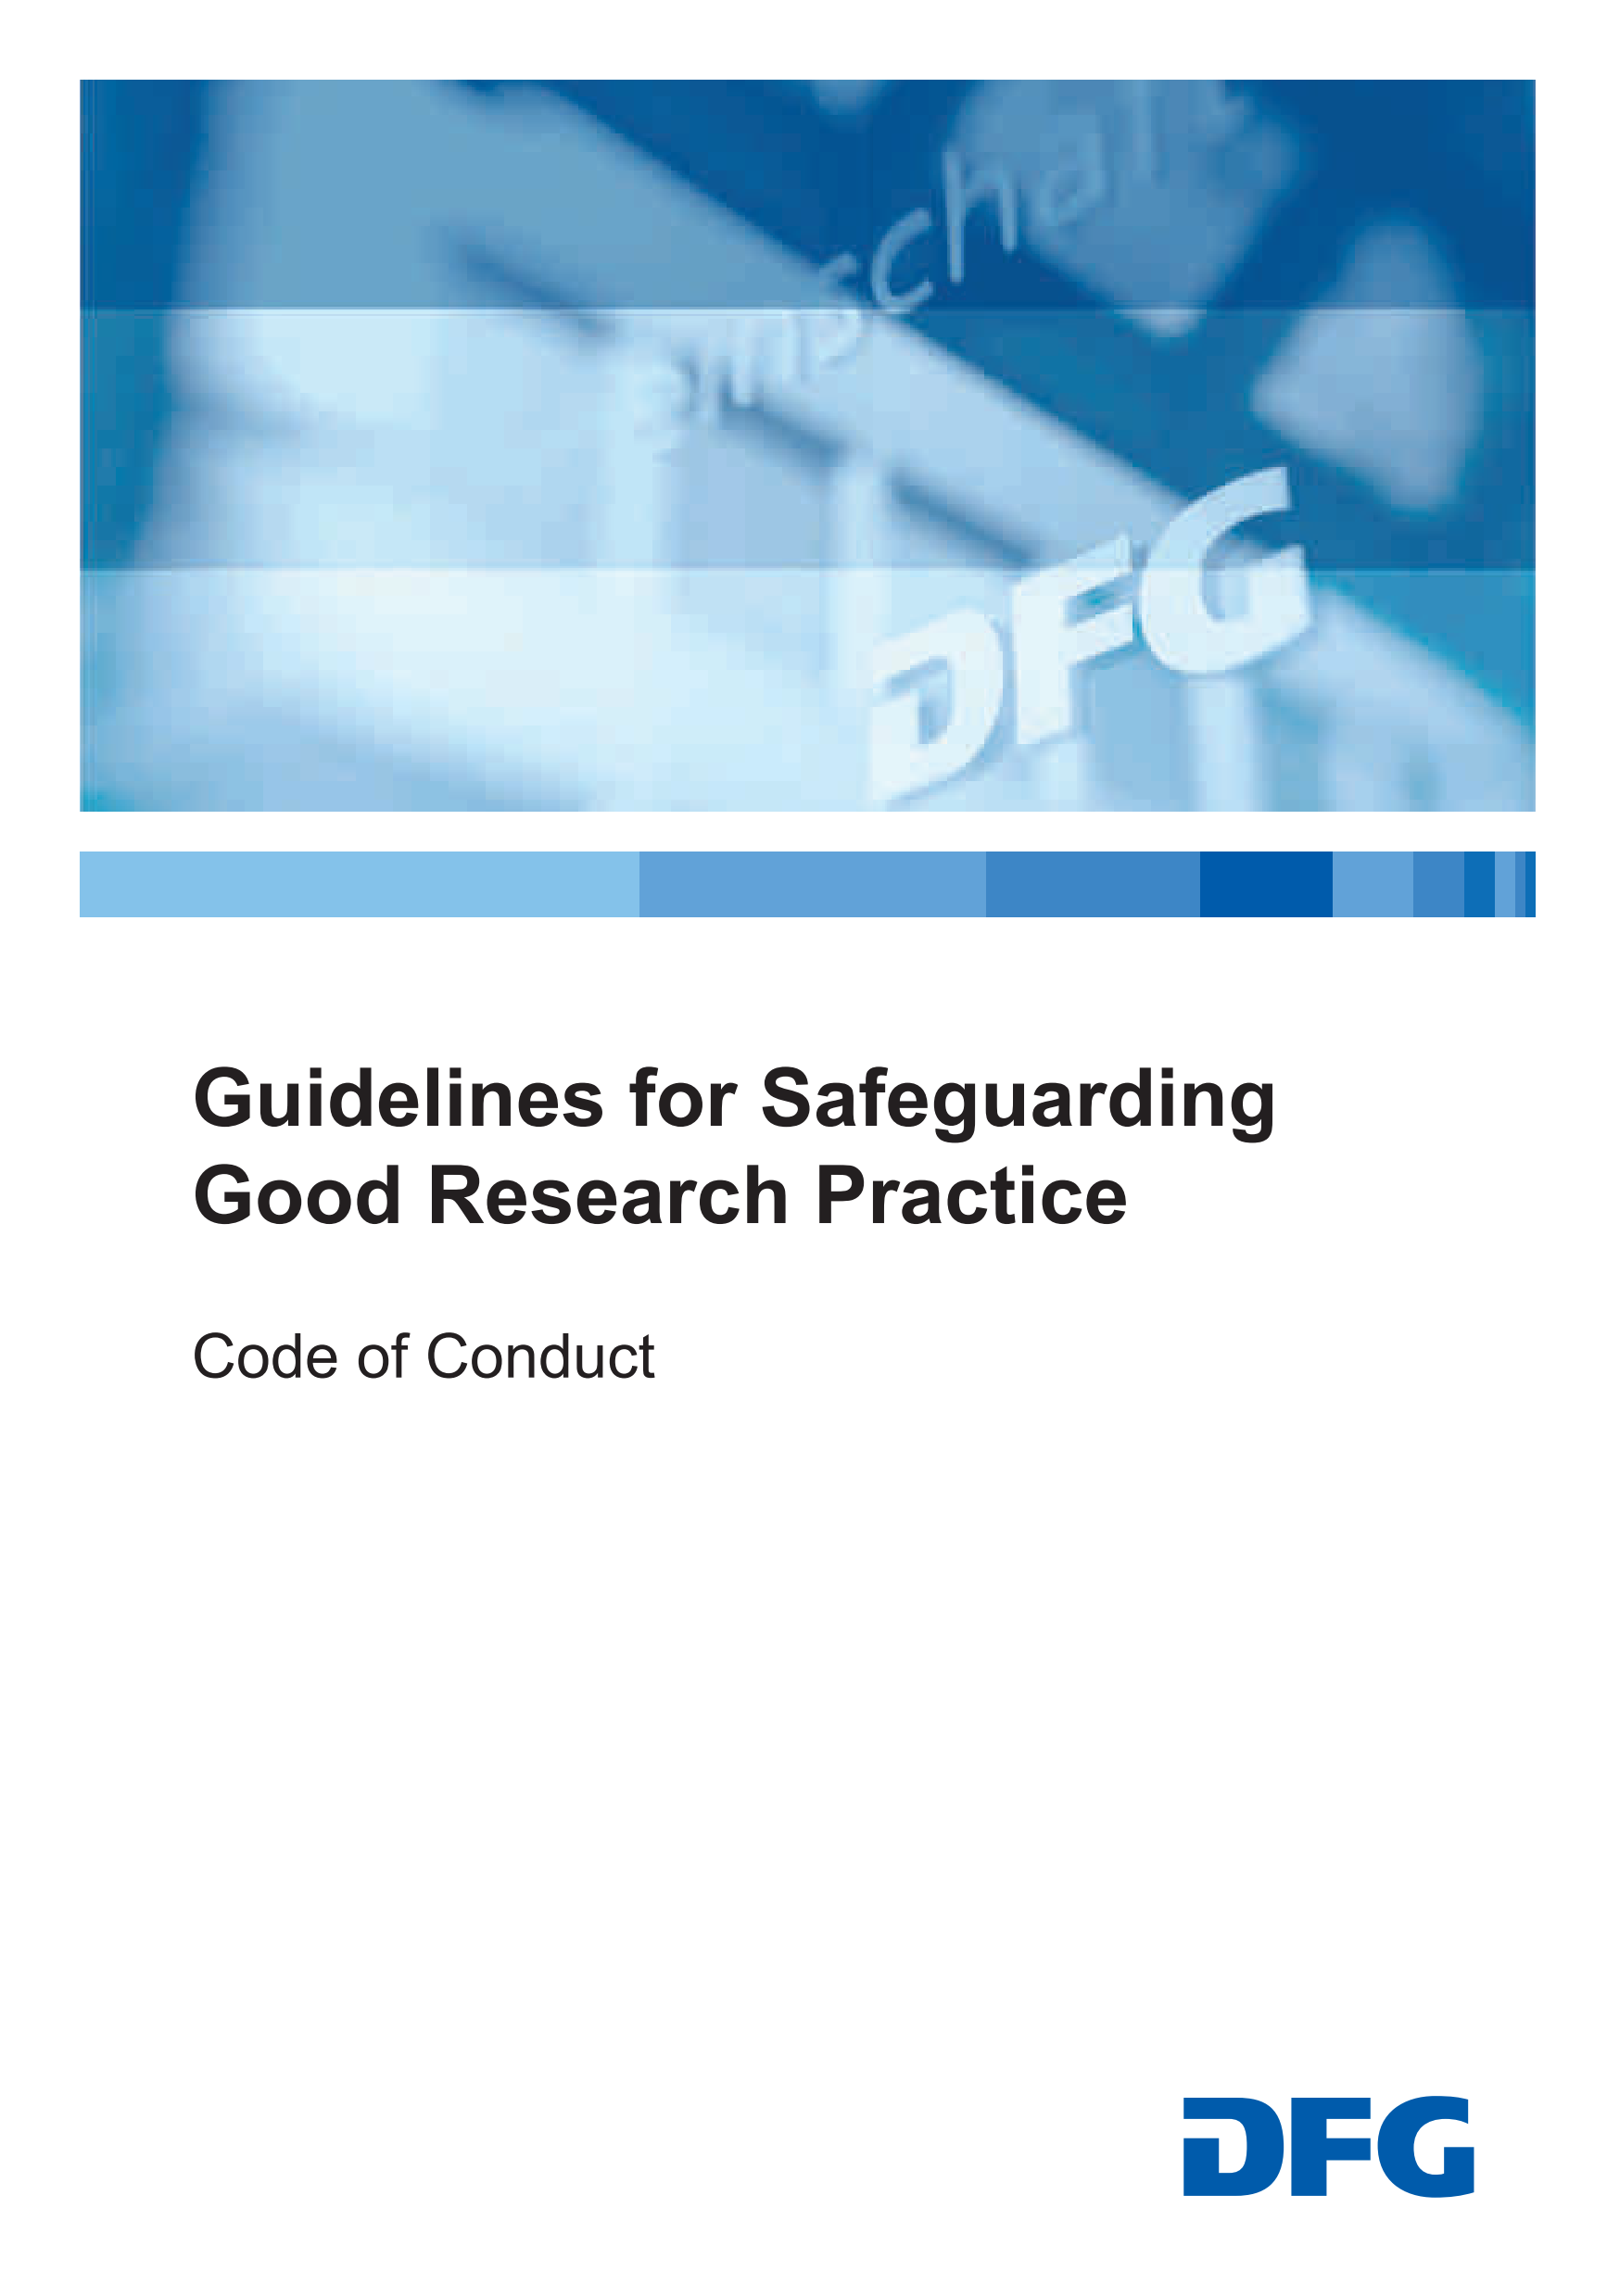 DFG
Guidelines for Safeguarding
Good Research Practice
Code of Conduct
DFG